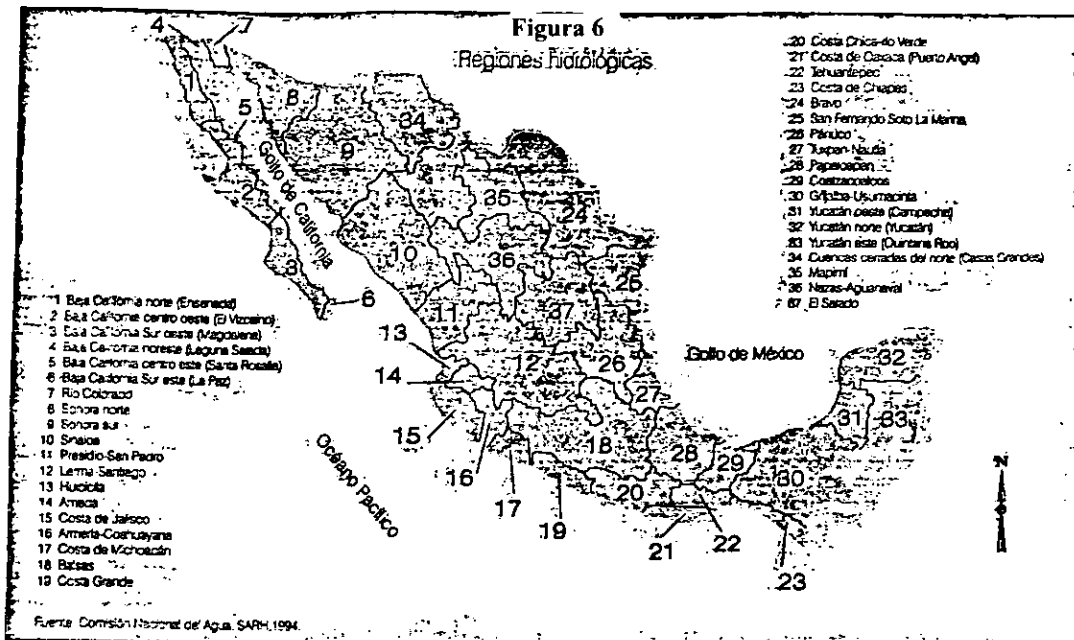 Figura 6
Regiones hidrológicas
4
7
1
5
8
34
9
2
3
6
10
35
24
36
25
11
37
13
12
26
14
27
15
16
17
18
19
20
21
22
23
28
29
30
31
32
33
Golfo de California
Océano Pacífico
Golfo de México
N
1 Baja California norte (Ensenada)
2 Baja California centro oeste (El Vizcaíno)
3 Baja California Sur oeste (Magdalena)
4 Baja California noreste (Laguna Salada)
5 Baja California centro este (Santa Rosalía)
6 Baja California Sur este (La Paz)
7 Río Colorado
8 Sonora norte
9 Sonora sur
10 Sinaloa
11 Presidio-San Pedro
12 Lerma-Santiago
13 Huicicila
14 Ameca
15 Costa de Jalisco
16 Armería-Coahuayana
17 Costa de Michoacán
18 Balsas
19 Costa Grande
20 Costa Chica-río Verde
21 Costa de Oaxaca (Puerto Angel)
22 Tehuantepec
23 Costa de Chiapas
24 Bravo
25 San Fernando Soto La Marina
26 Pánuco
27 Tuxpan-Nautla
28 Papaloapan
29 Coatzacoalcos
30 Grijalba-Usumacinta
31 Yucatán oeste (Campeche)
32 Yucatán norte (Yucatán)
33 Yucatán este (Quintana Roo)
34 Cuencas cerradas del norte (Casas Grandes)
35 Mapimí
36 Nazas-Aguanaval
37 El Salado
Fuente: Comisión Nacional del Agua. SARH, 1994.